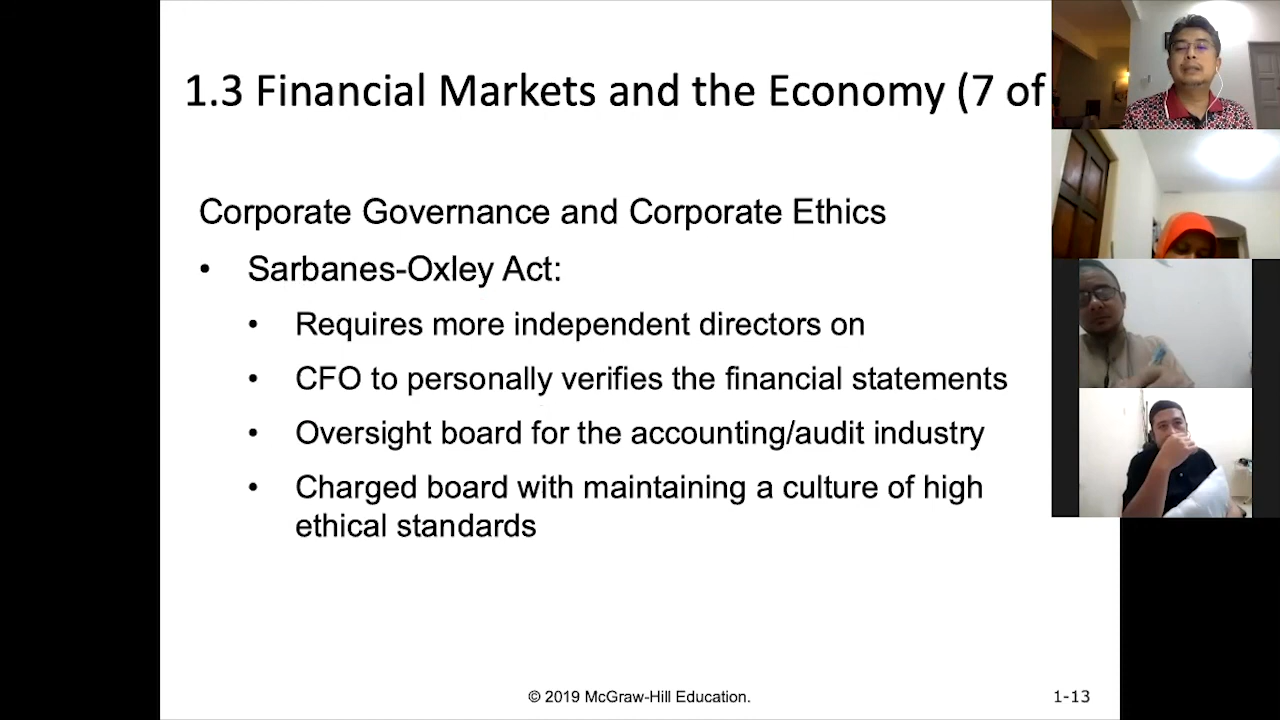 1.3 Financial Markets and the Economy (7 of
Corporate Governance and Corporate Ethics
• Sarbanes-Oxley Act:
• Requires more independent directors on
• CFO to personally verifies the financial statements
• Oversight board for the accounting/audit industry
• Charged board with maintaining a culture of high
ethical standards
© 2019 McGraw-Hill Education.
1-13